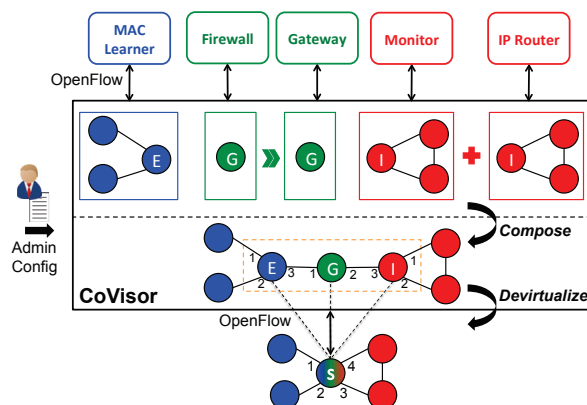 MAC
Learner
Firewall
Gateway
Monitor
IP Router
OpenFlow
E
G
G
I
I
Admin
Config
Compose
1
2
3
E
1
G
2
3
I
1
2
CoVisor
Devirtualize
OpenFlow
1
2
S
4
3